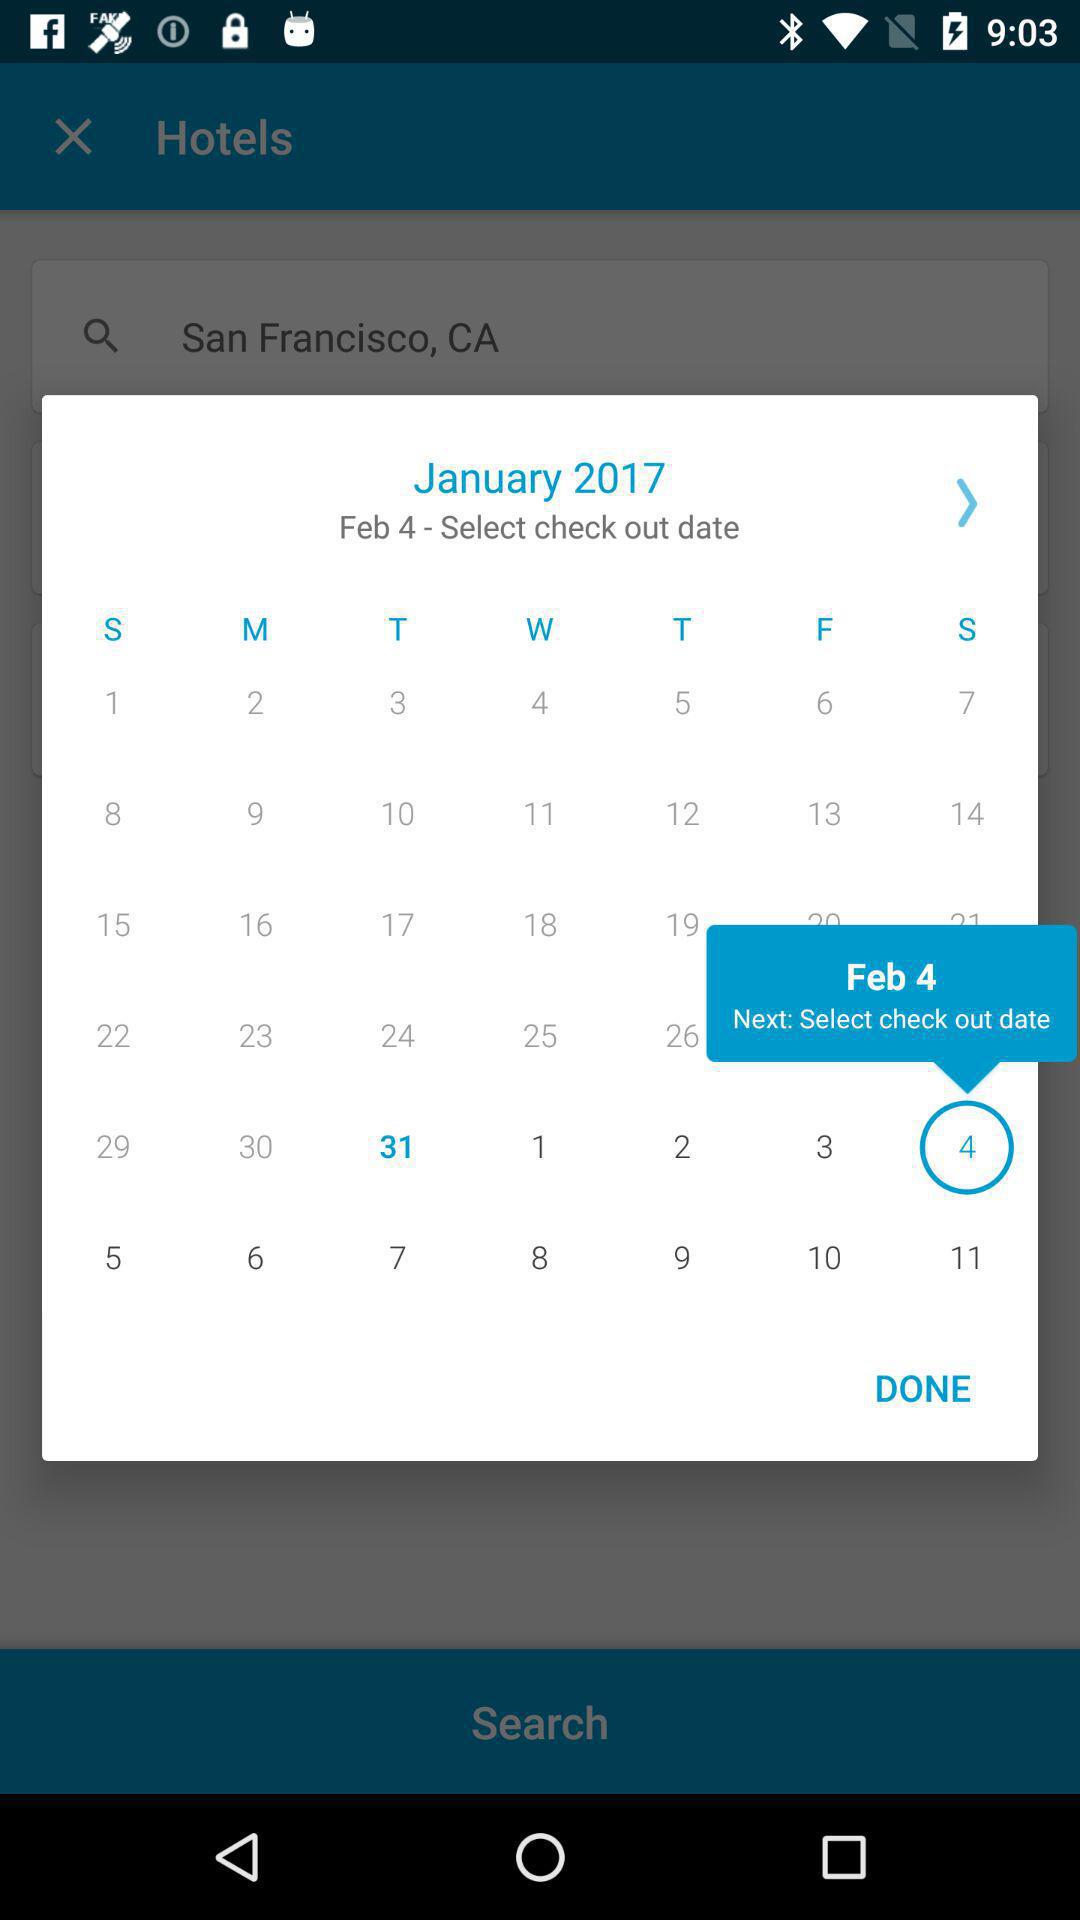 FAKE
9:03
Hotels
San Francisco, CA
January 2017
Feb 4 - Select check out date
S M T W T F S
1 2 3 4 5 6 7
8 9 10 11 12 13 14
15 16 17 18 19 20 21
Feb 4
Next: Select check out date
22 23 24 25 26
29 30 31 1 2 3 4
5 6 7 8 9 10 11
DONE
Search